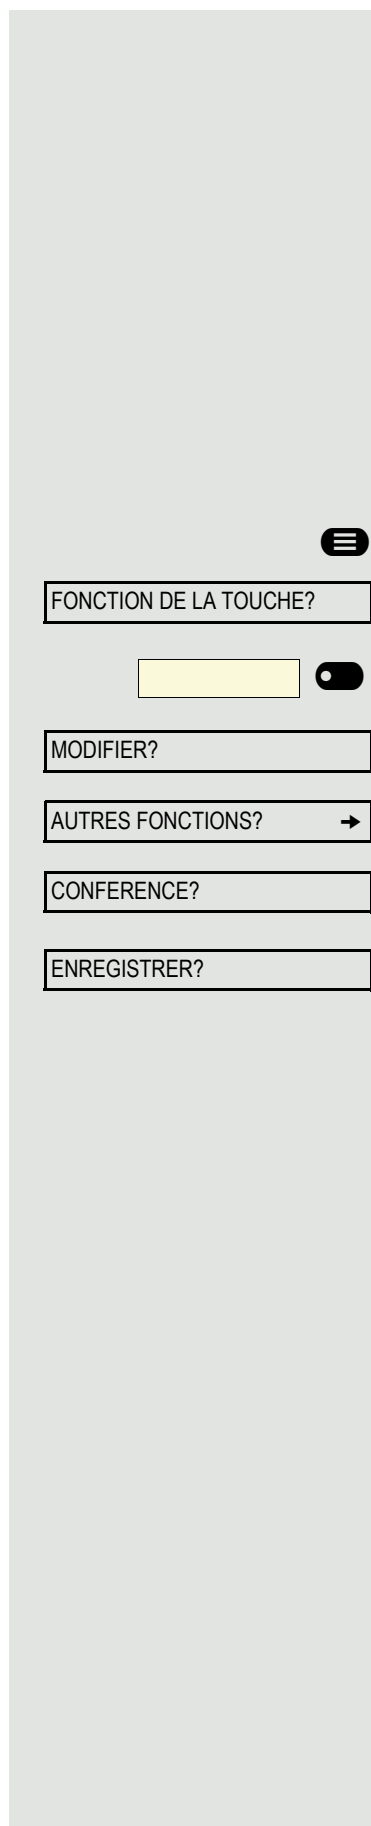 FONCTION DE LA TOUCHE?
MODIFIER?
AUTRES FONCTIONS?
CONFERENCE?
ENREGISTRER?